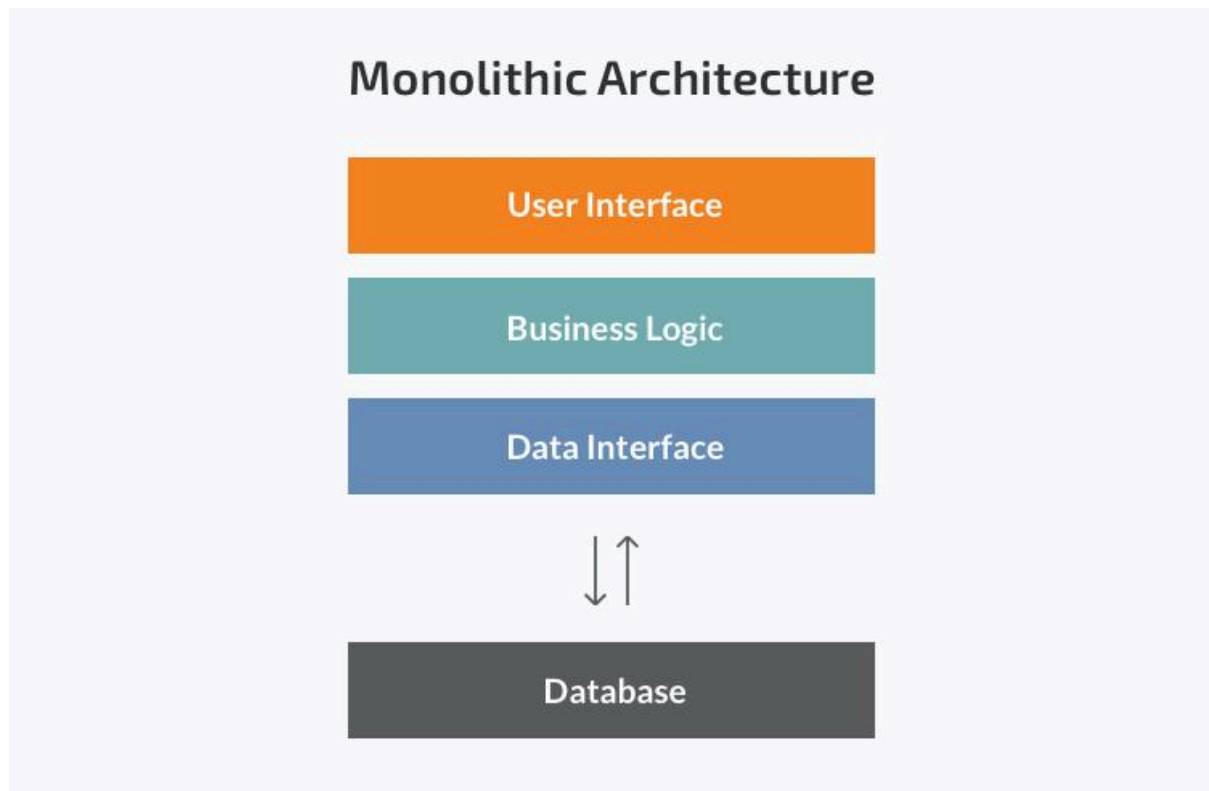 Monolithic Architecture
User Interface
Business Logic
Data Interface
Database